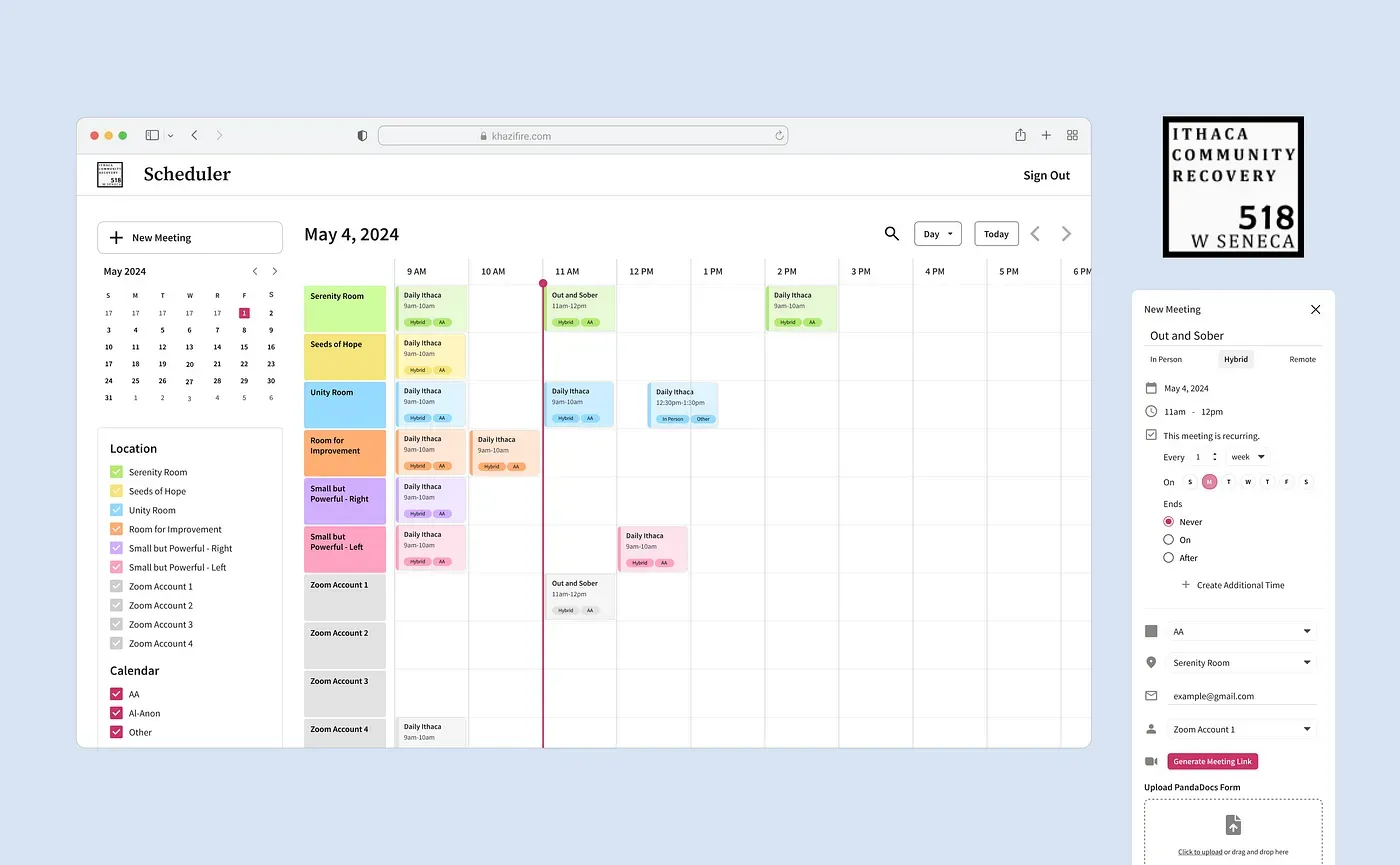 khazifire.com
ITHACA
COMMUNITY
RECOVERY
518
W SENECA
Scheduler
Sign Out
New Meeting
May 2024
S M T W R F S
17 17 17 17 17 1 2
3 4 5 6 7 8 9
10 11 12 13 14 15 16
17 18 19 20 21 22 23
24 25 26 27 28 29 30
31 1 2 3 4 5 6
Location
Serenity Room
Seeds of Hope
Unity Room
Room for Improvement
Small but Powerful - Right
Small but Powerful - Left
Zoom Account 1
Zoom Account 2
Zoom Account 3
Zoom Account 4
Calendar
AA
Al-Anon
Other
May 4, 2024
Day
Today
9 AM 10 AM 11 AM 12 PM 1 PM 2 PM 3 PM 4 PM 5 PM 6 PM
Serenity Room
Daily Ithaca
9am-10am
Hybrid AA
Out and Sober
11am-12pm
Hybrid AA
Daily Ithaca
9am-10am
Hybrid AA
Seeds of Hope
Daily Ithaca
9am-10am
Hybrid AA
Unity Room
Daily Ithaca
9am-10am
Hybrid AA
Daily Ithaca
9am-10am
Hybrid AA
Daily Ithaca
12:30pm-1:30pm
In Person Other
Room for
Improvement
Daily Ithaca
9am-10am
Hybrid AA
Daily Ithaca
9am-10am
Hybrid AA
Small but
Powerful - Right
Daily Ithaca
9am-10am
Hybrid AA
Small but
Powerful - Left
Daily Ithaca
9am-10am
Hybrid AA
Daily Ithaca
9am-10am
Hybrid AA
Zoom Account 1
Out and Sober
11am-12pm
Hybrid AA
Zoom Account 2
Zoom Account 3
Zoom Account 4
Daily Ithaca
9am-10am
ITHACA
COMMUNITY
RECOVERY
518
W SENECA
New Meeting
Out and Sober
In Person Hybrid Remote
May 4, 2024
11am - 12pm
This meeting is recurring.
Every 1 week
On S M T W T F S
Ends
Never
On
After
Create Additional Time
AA
Serenity Room
example@gmail.com
Zoom Account 1
Generate Meeting Link
Upload PandaDocs Form
Click to upload or drag and drop here